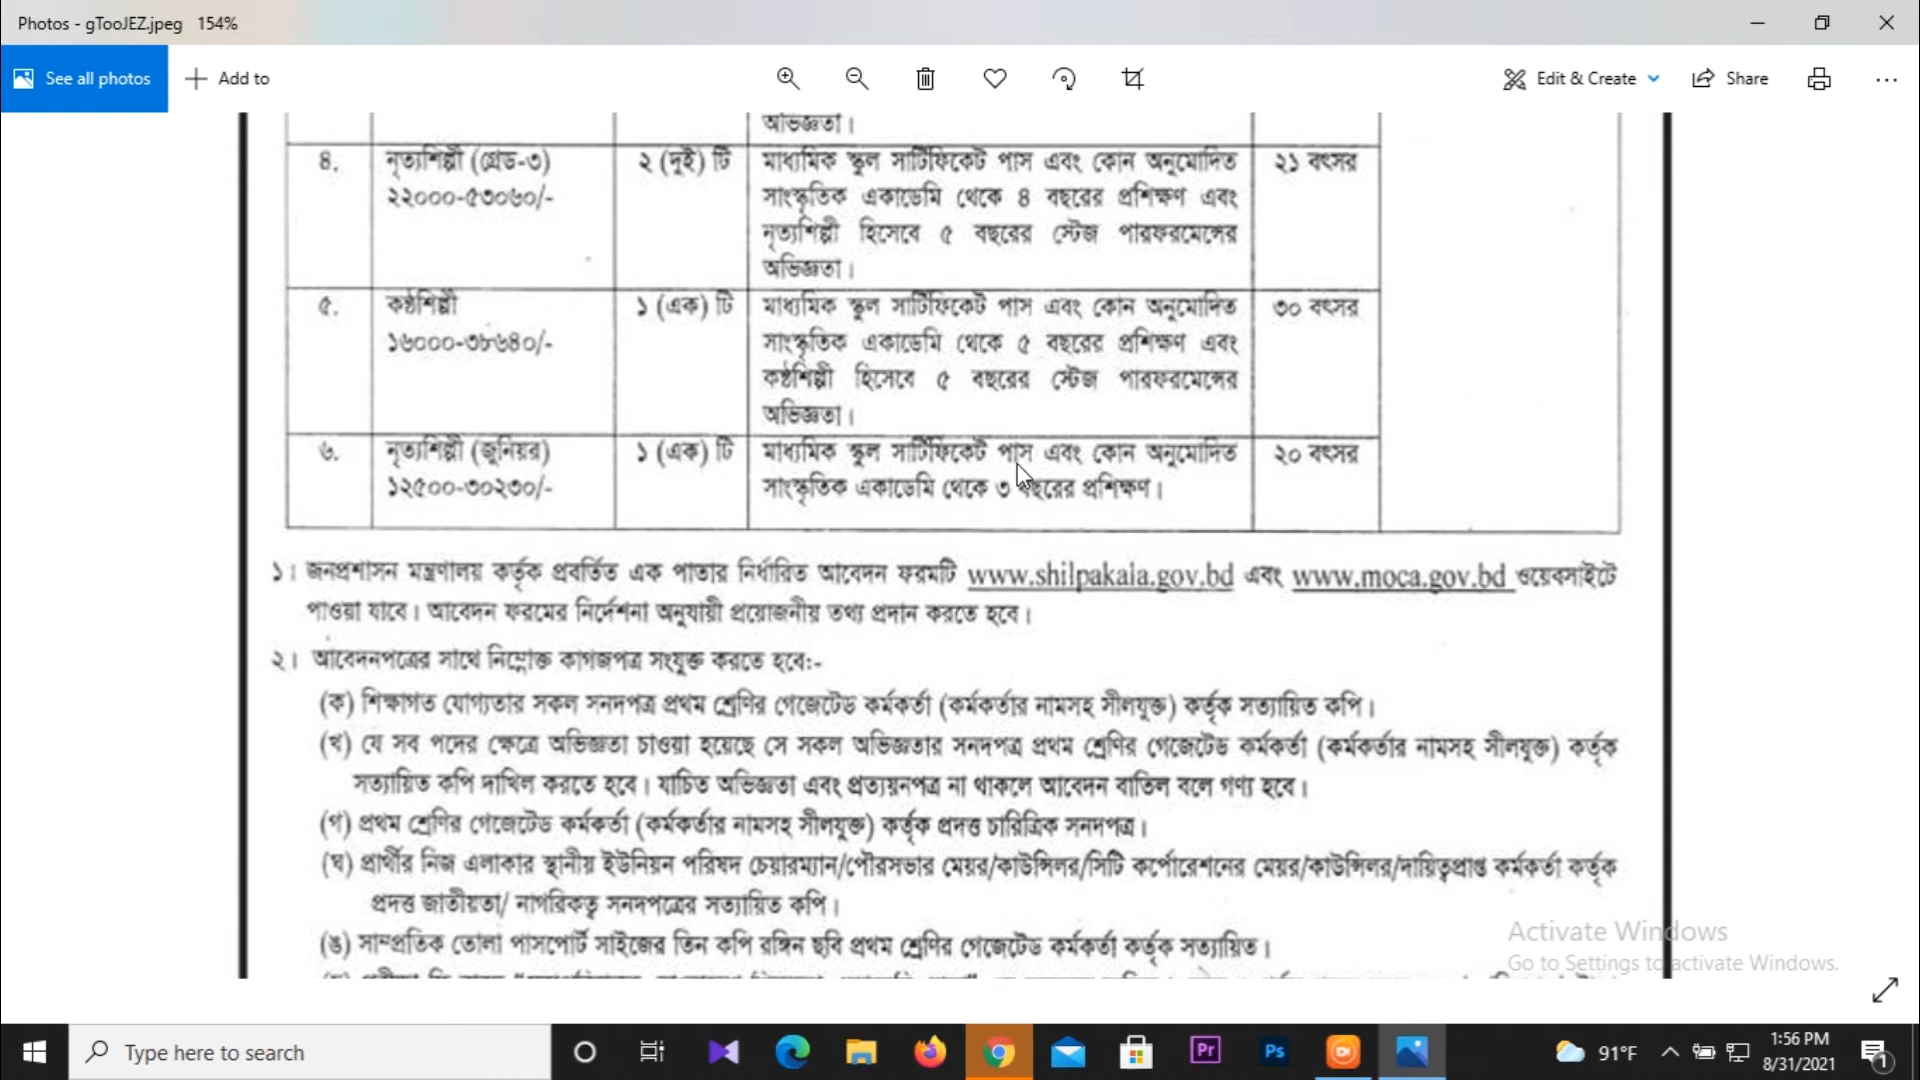 Photos - gTooJEZ.jpeg 154%
See all photos
Add to
Edit & Create
Share
অভিজ্ঞতা।
৪. নৃত্যশিল্পী (গ্রেড-৩) ২ (দুই) টি মাধ্যমিক স্কুল সার্টিফিকেট পাস এবং কোন অনুমোদিত ২১ বৎসর
২২০০০-৫৩০৬০/- সাংস্কৃতিক একাডেমি থেকে ৪ বছরের প্রশিক্ষণ এবং
নৃত্যশিল্পী হিসেবে ৫ বছরের স্টেজ পারফরমেন্সের
অভিজ্ঞতা।
৫. কন্ঠশিল্পী ১ (এক) টি মাধ্যমিক স্কুল সার্টিফিকেট পাস এবং কোন অনুমোদিত ৩০ বৎসর
১৬০০০-৩৮৬৪০/- সাংস্কৃতিক একাডেমি থেকে ৫ বছরের প্রশিক্ষণ এবং
কন্ঠশিল্পী হিসেবে ৫ বছরের স্টেজ পারফরমেন্সের
অভিজ্ঞতা।
৬. নৃত্যশিল্পী (জুনিয়র) ১ (এক) টি মাধ্যমিক স্কুল সার্টিফিকেট পাস এবং কোন অনুমোদিত ২০ বৎসর
১২৫০০-৩০২৩০/- সাংস্কৃতিক একাডেমি থেকে ৩ বছরের প্রশিক্ষণ।
১। জনপ্রশাসন মন্ত্রণালয় কর্তৃক প্রবর্তিত এক পাতার নির্ধারিত আবেদন ফরমটি www.shilpakala.gov.bd এবং www.moca.gov.bd ওয়েবসাইটে
পাওয়া যাবে। আবেদন ফরমের নির্দেশনা অনুযায়ী প্রয়োজনীয় তথ্য প্রদান করতে হবে।
২। আবেদনপত্রের সাথে নিম্নোক্ত কাগজপত্র সংযুক্ত করতে হবে:-
(ক) শিক্ষাগত যোগ্যতার সকল সনদপত্র প্রথম শ্রেণির গেজেটেড কর্মকর্তা (কর্মকর্তার নামসহ সীলযুক্ত) কর্তৃক সত্যায়িত কপি।
(খ) যে সব পদের ক্ষেত্রে অভিজ্ঞতা চাওয়া হয়েছে সে সকল অভিজ্ঞতার সনদপত্র প্রথম শ্রেণির গেজেটেড কর্মকর্তা (কর্মকর্তার নামসহ সীলযুক্ত) কর্তৃক
সত্যায়িত কপি দাখিল করতে হবে। যাচিত অভিজ্ঞতা এবং প্রত্যয়নপত্র না থাকলে আবেদন বাতিল বলে গণ্য হবে।
(গ) প্রথম শ্রেণির গেজেটেড কর্মকর্তা (কর্মকর্তার নামসহ সীলযুক্ত) কর্তৃক প্রদত্ত চারিত্রিক সনদপত্র।
(ঘ) প্রার্থীর নিজ এলাকার স্থানীয় ইউনিয়ন পরিষদ চেয়ারম্যান/পৌরসভার মেয়র/কাউন্সিলর/সিটি কর্পোরেশনের মেয়র/কাউন্সিলর/দায়িত্বপ্রাপ্ত কর্মকর্তা কর্তৃক
প্রদত্ত জাতীয়তা/ নাগরিকত্ব সনদপত্রের সত্যায়িত কপি।
(ঙ) সাম্প্রতিক তোলা পাসপোর্ট সাইজের তিন কপি রঙ্গিন ছবি প্রথম শ্রেণির গেজেটেড কর্মকর্তা কর্তৃক সত্যায়িত।
Activate Windows
Go to Settings to activate Windows.
Type here to search
Pr
Ps
91°F
1:56 PM
8/31/2021
1